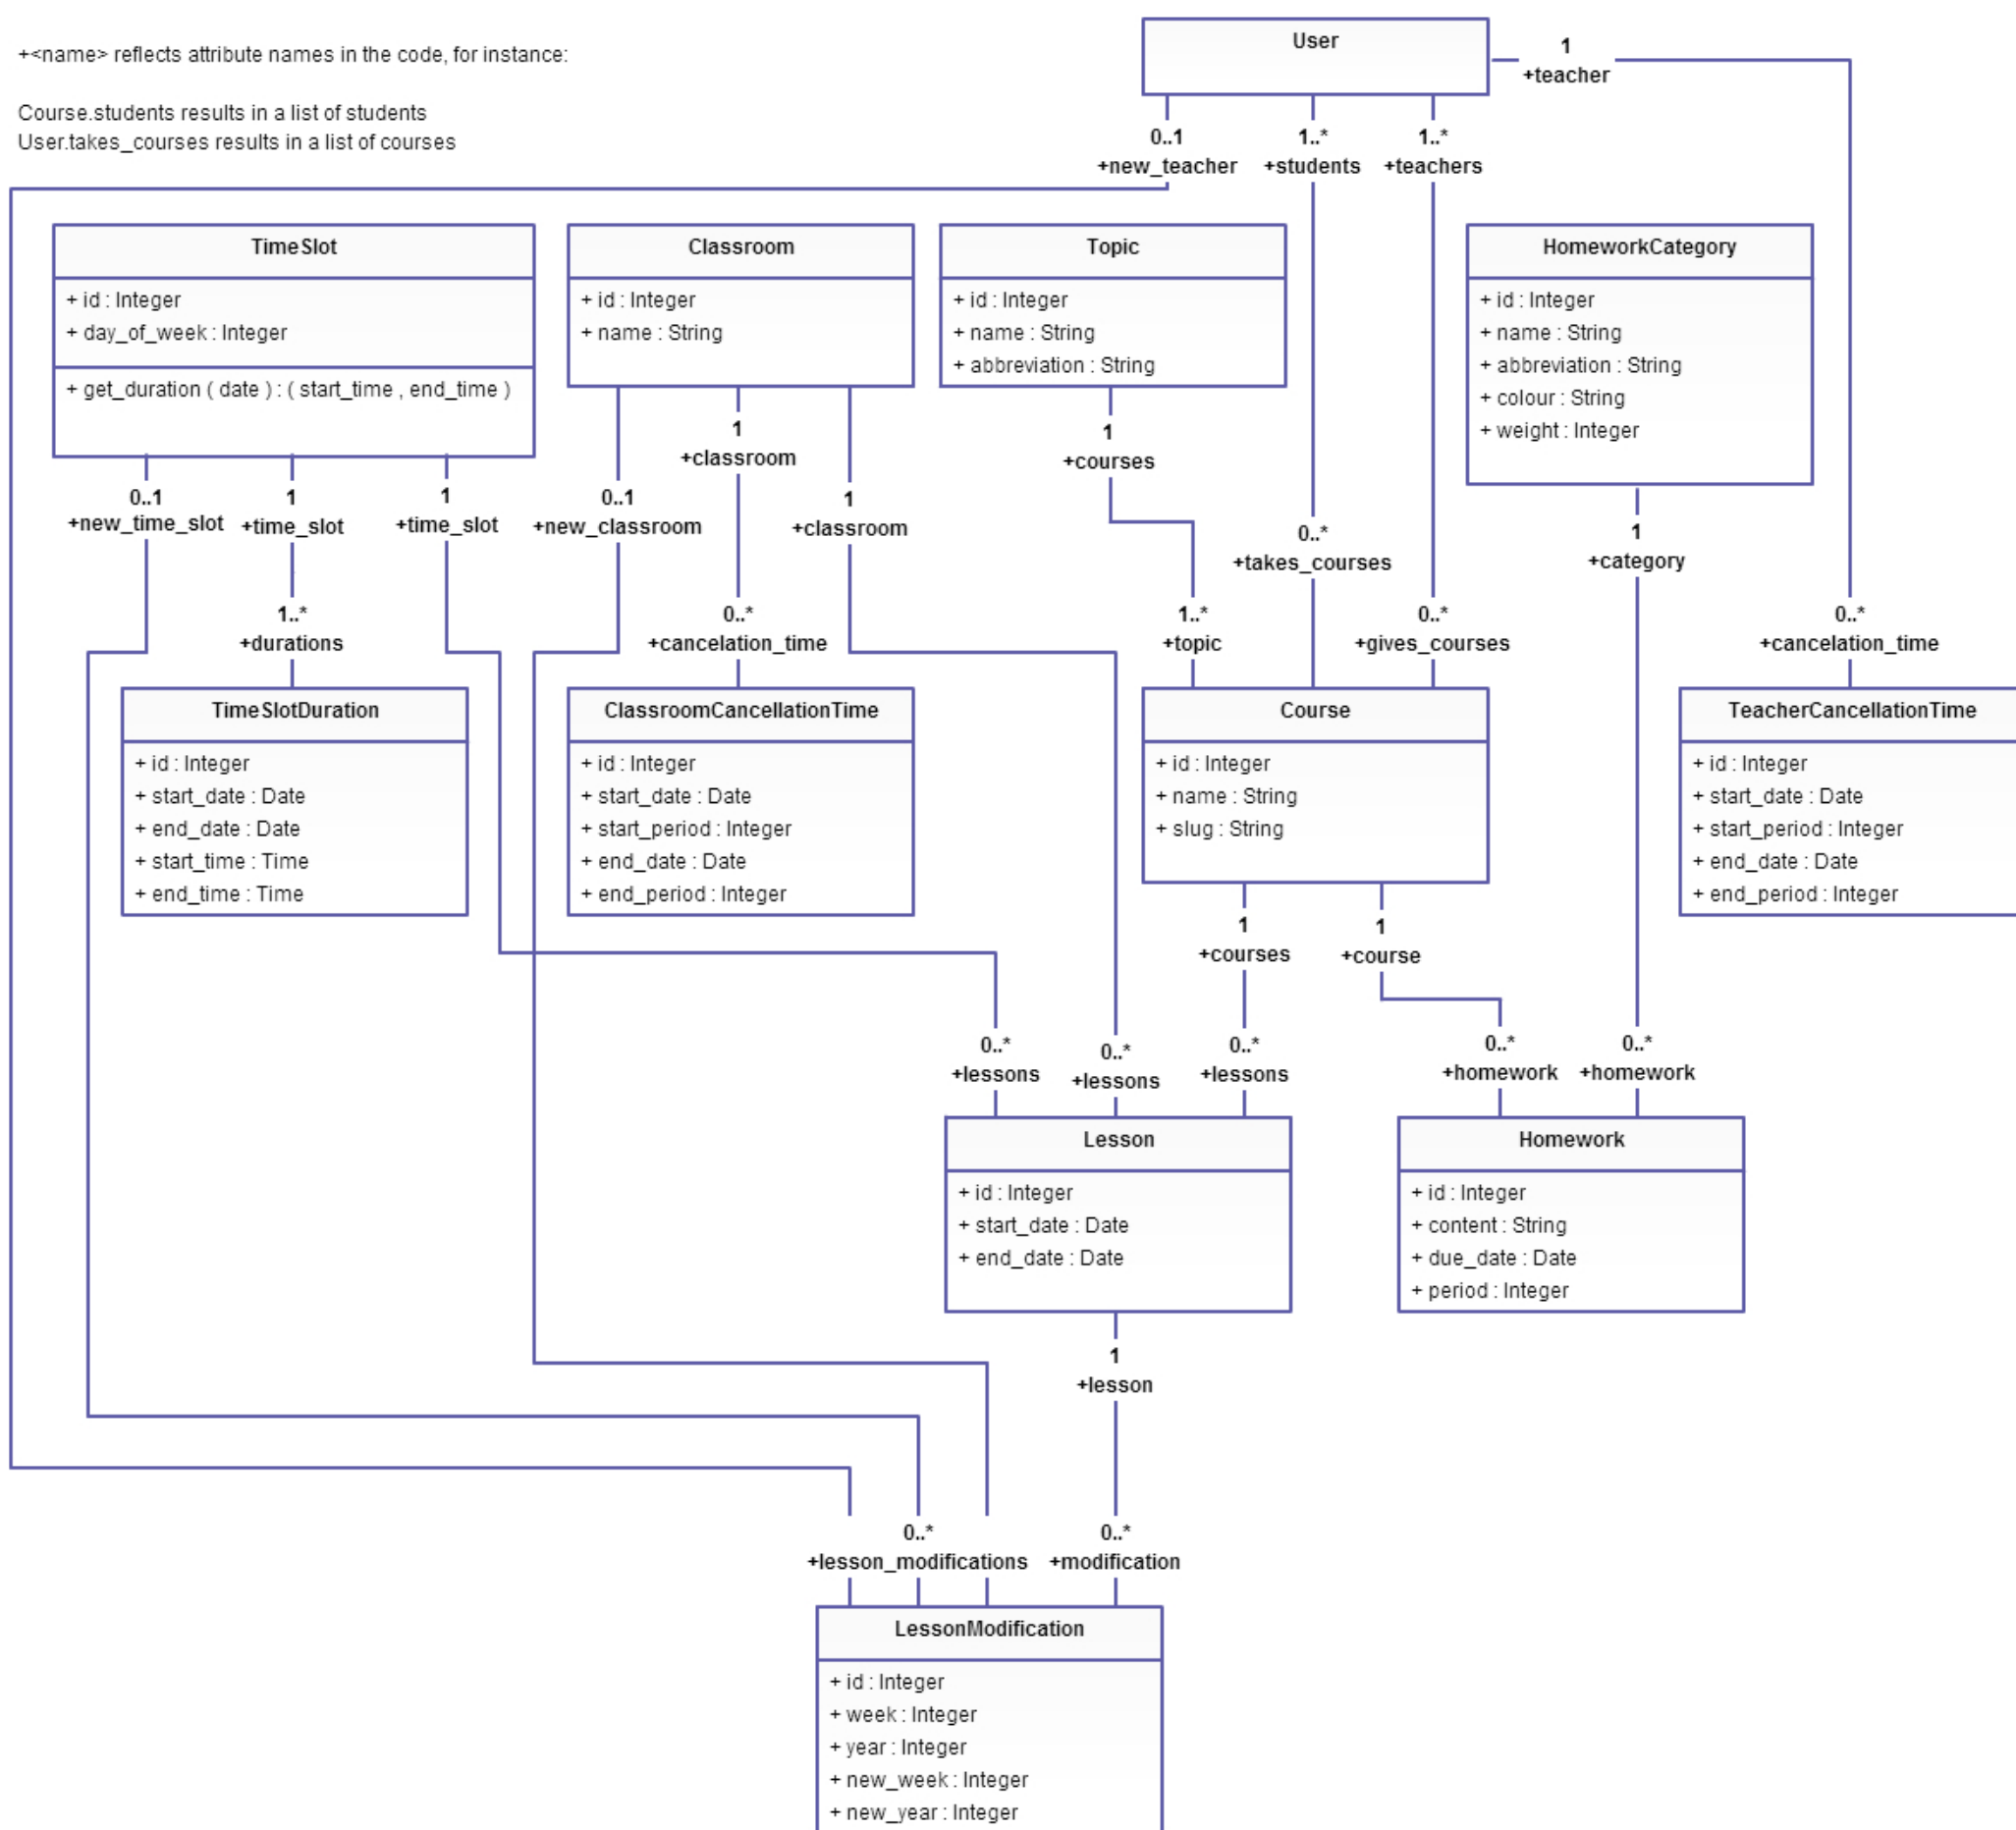 +<name> reflects attribute names in the code, for instance:
Course.students results in a list of students
User.takes_courses results in a list of courses
User
1
+teacher
0..1
+new_teacher
1..*
+students
1..*
+teachers
TimeSlot
+ id : Integer
+ day_of_week : Integer
+ get_duration ( date ) : ( start_time , end_time )
Classroom
+ id : Integer
+ name : String
Topic
+ id : Integer
+ name : String
+ abbreviation : String
HomeworkCategory
+ id : Integer
+ name : String
+ abbreviation : String
+ colour : String
+ weight : Integer
0..1
+new_time_slot
1
+time_slot
1
+time_slot
0..1
+new_classroom
1
+classroom
1
+classroom
1
+courses
0..*
+takes_courses
1
+category
1..*
+durations
0..*
+cancelation_time
1..*
+topic
0..*
+gives_courses
0..*
+cancelation_time
TimeSlotDuration
+ id : Integer
+ start_date : Date
+ end_date : Date
+ start_time : Time
+ end_time : Time
ClassroomCancellationTime
+ id : Integer
+ start_date : Date
+ start_period : Integer
+ end_date : Date
+ end_period : Integer
Course
+ id : Integer
+ name : String
+ slug : String
TeacherCancellationTime
+ id : Integer
+ start_date : Date
+ start_period : Integer
+ end_date : Date
+ end_period : Integer
1
+courses
1
+course
0..*
+lessons
0..*
+lessons
0..*
+lessons
0..*
+homework
0..*
+homework
Lesson
+ id : Integer
+ start_date : Date
+ end_date : Date
Homework
+ id : Integer
+ content : String
+ due_date : Date
+ period : Integer
1
+lesson
0..*
+lesson_modifications
0..*
+modification
LessonModification
+ id : Integer
+ week : Integer
+ year : Integer
+ new_week : Integer
+ new_year : Integer